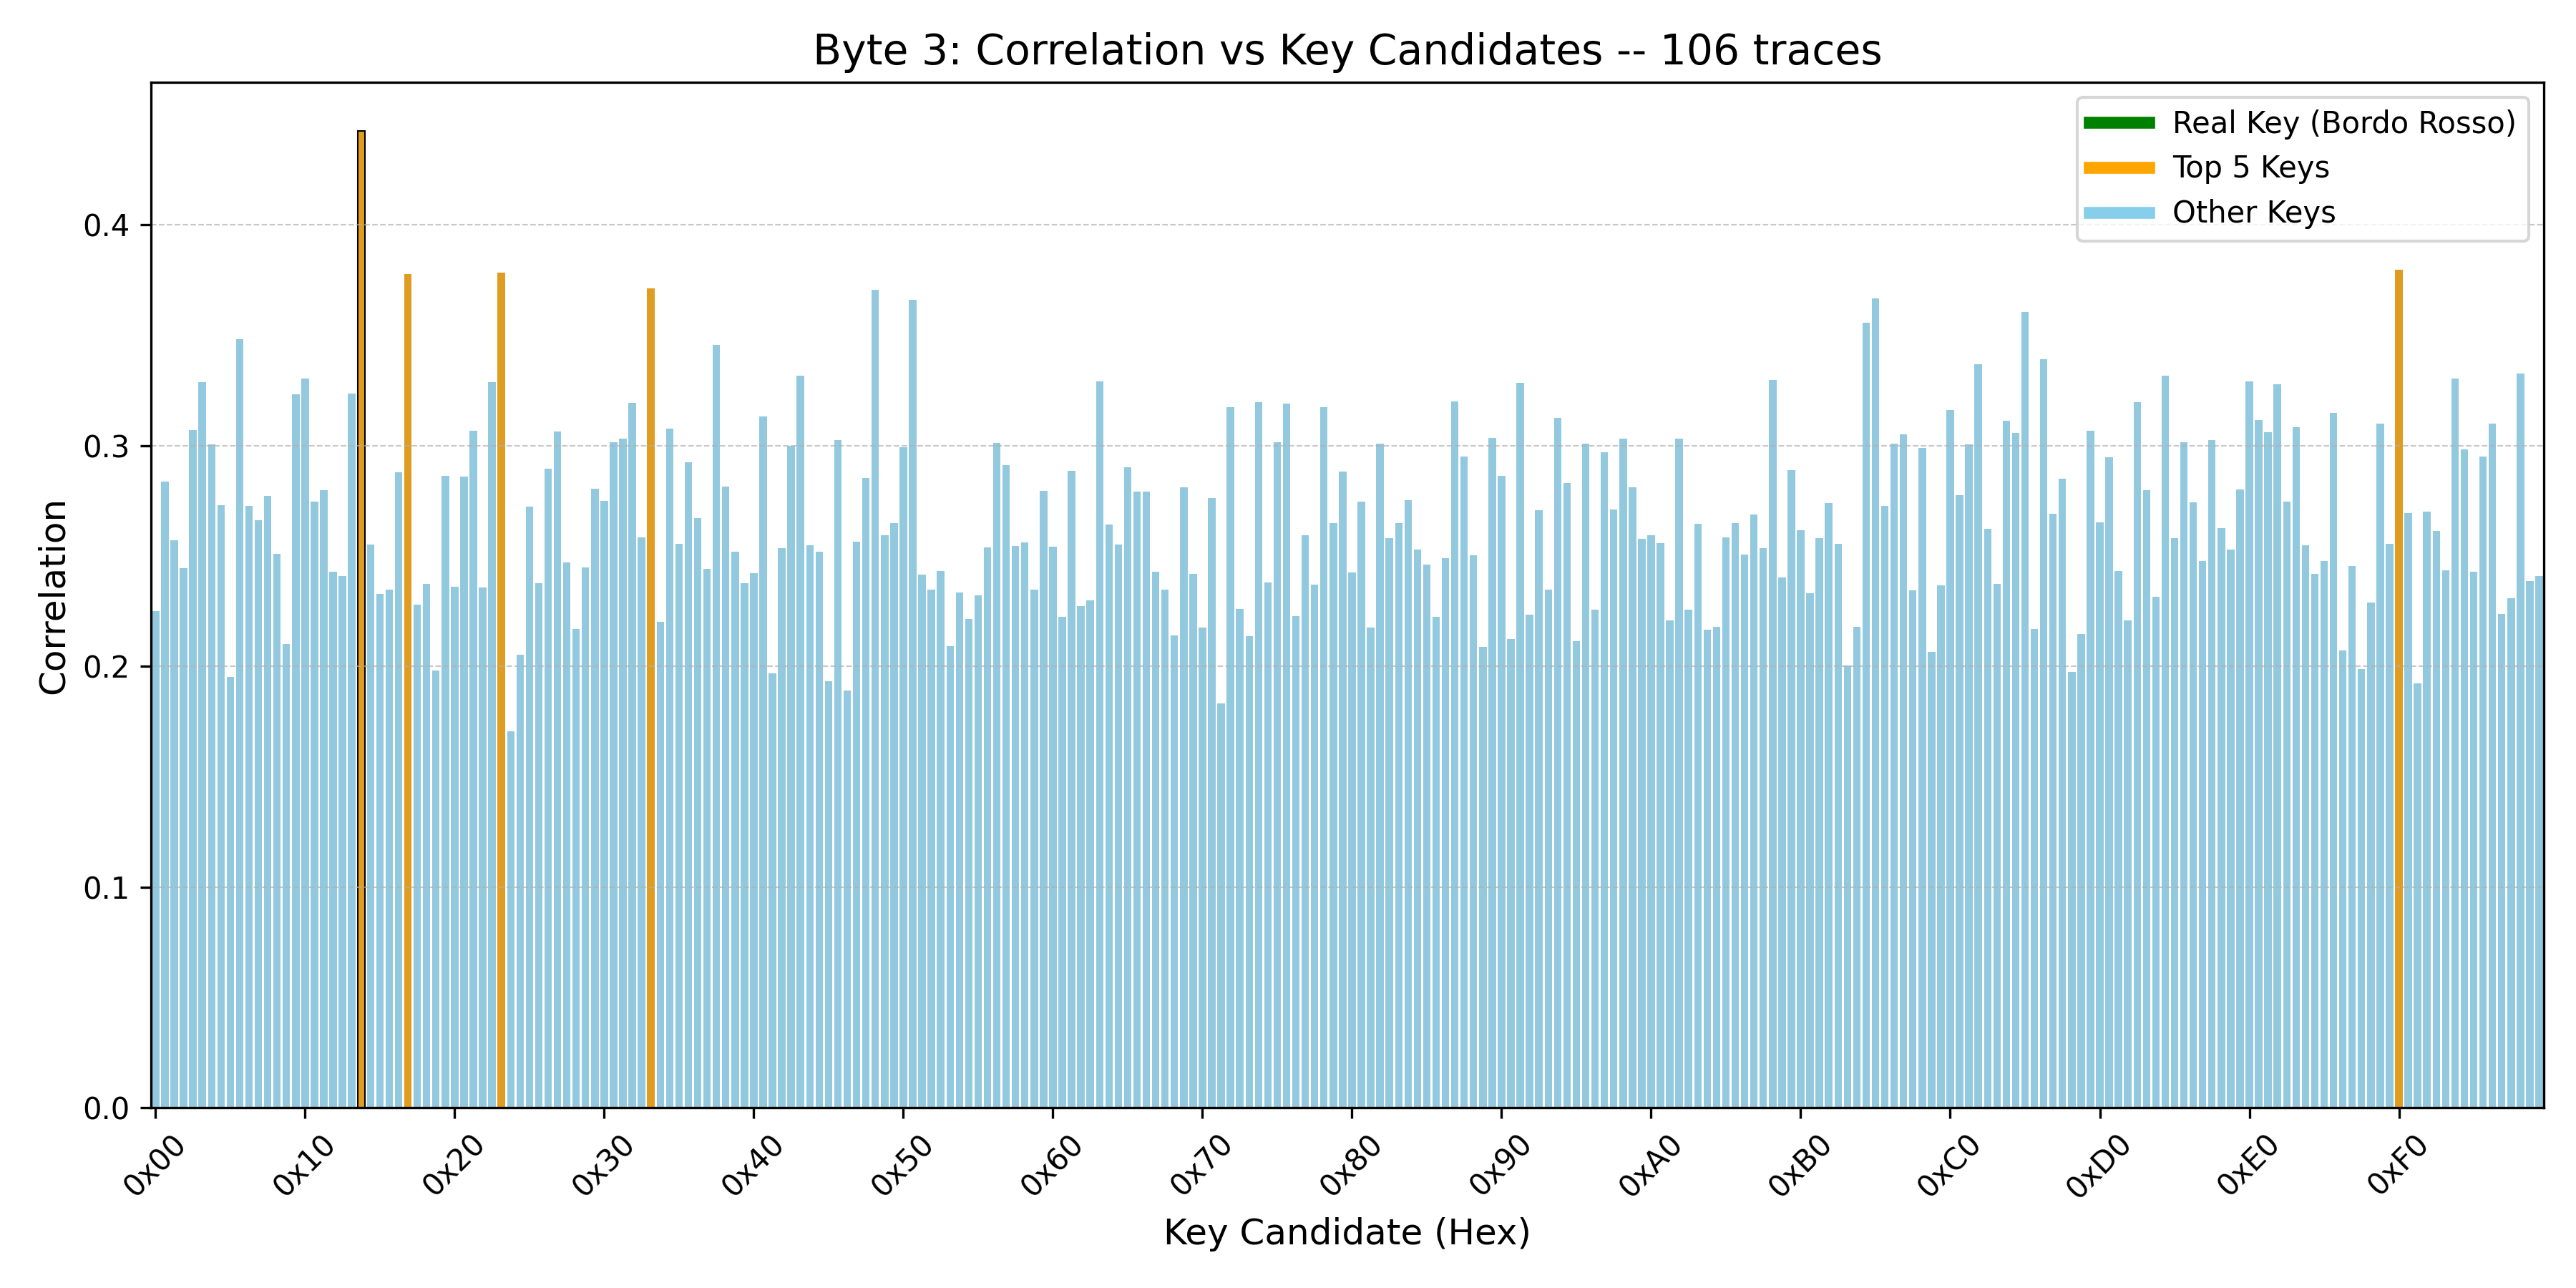 Byte 3: Correlation vs Key Candidates -- 106 traces
Real Key (Bordo Rosso)
Top 5 Keys
Other Keys
Correlation
0.4
0.3
0.2
0.1
0.0
0x00 0x10 0x20 0x30 0x40 0x50 0x60 0x70 0x80 0x90 0xA0 0xB0 0xC0 0xD0 0xE0 0xF0
Key Candidate (Hex)